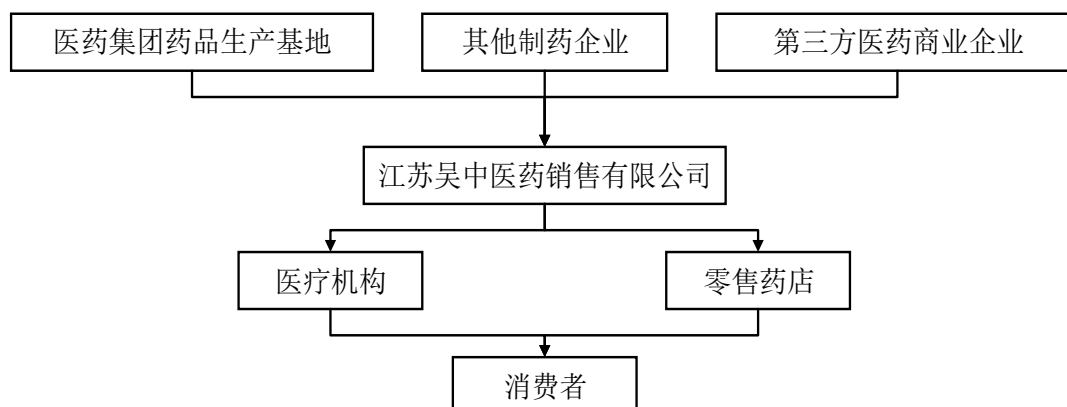 医药集团药品生产基地
其他制药企业
第三方医药商业企业
江苏吴中医药销售有限公司
医疗机构
零售药店
消费者